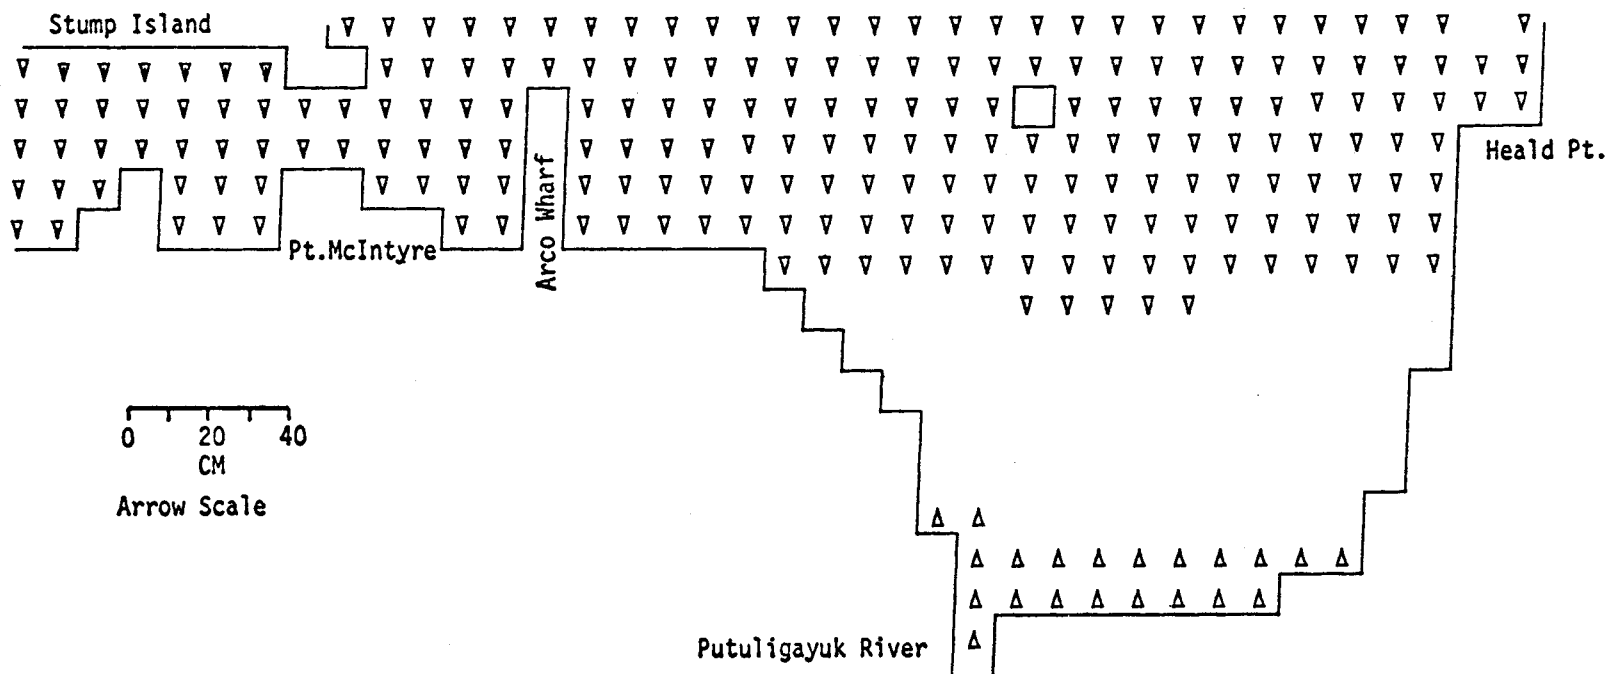 Stump Island
Heald Pt.
Arco Wharf
Pt.McIntyre
0 20 40
CM
Arrow Scale
Putuligayuk River